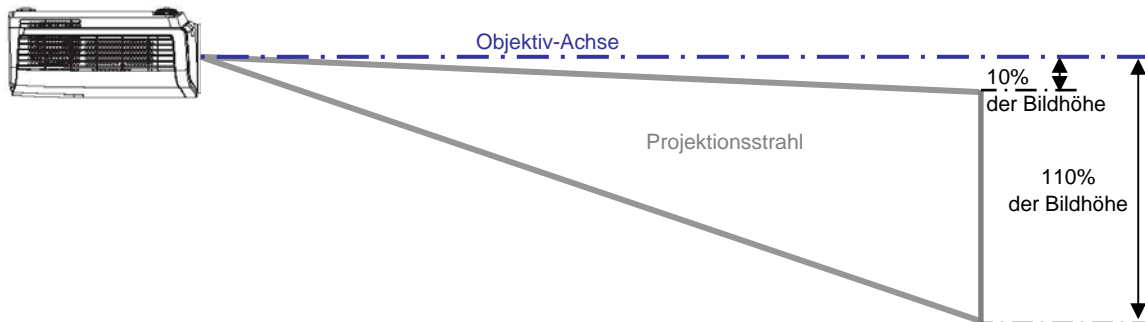 Objektiv-Achse
10%
der Bildhöhe
Projektionsstrahl
110%
der Bildhöhe